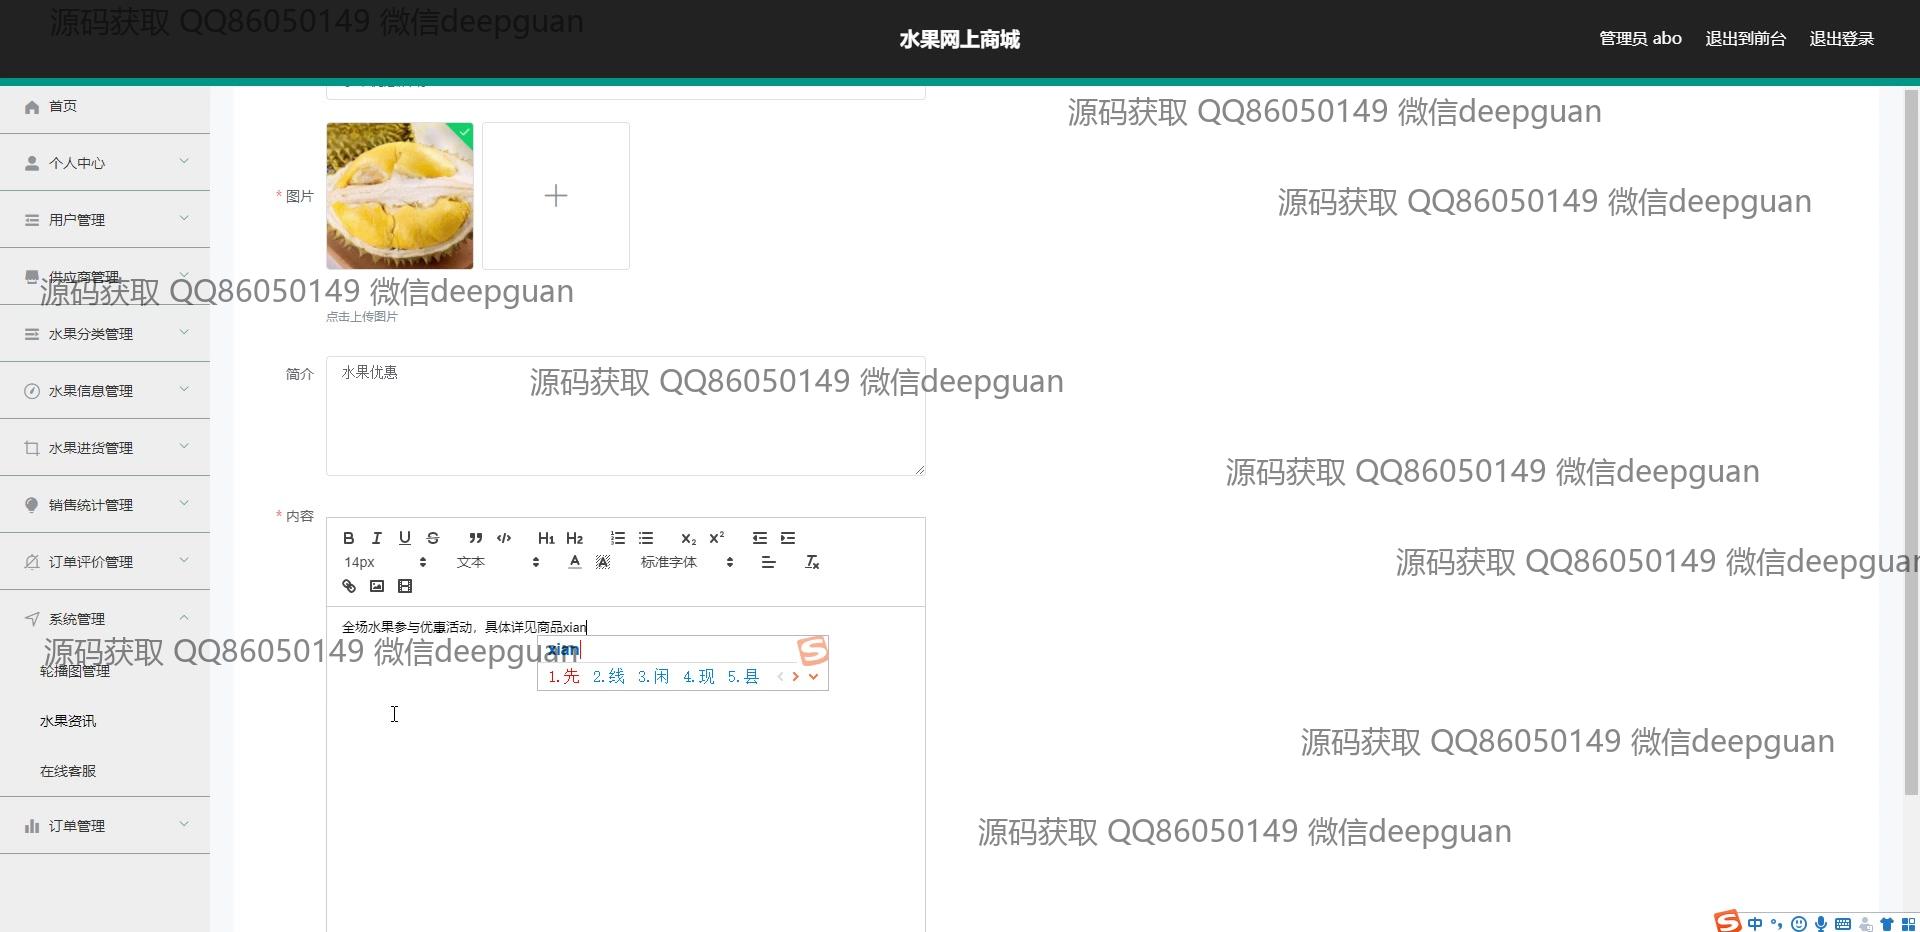 源码获取 QQ86050149 微信deepguan
水果网上商城
管理员 abo
退出到前台
退出登录
首页
源码获取 QQ86050149 微信deepguan
个人中心
* 图片
源码获取 QQ86050149 微信deepguan
用户管理
供应商管理
源码获取 QQ86050149 微信deepguan
点击上传图片
水果分类管理
简介
水果优惠
源码获取 QQ86050149 微信deepguan
水果信息管理
水果进货管理
源码获取 QQ86050149 微信deepguan
销售统计管理
* 内容
B I U S H1 H2 X2 X2
14px 文本 A A 标准字体 Tx
订单评价管理
源码获取 QQ86050149 微信deepguan
系统管理
全场水果参与优惠活动，具体详见商品xian
xian
1.先 2.线 3.闲 4.现 5.县
源码获取 QQ86050149 微信deepguan
轮播图管理
水果资讯
源码获取 QQ86050149 微信deepguan
在线客服
订单管理
源码获取 QQ86050149 微信deepguan
S 中